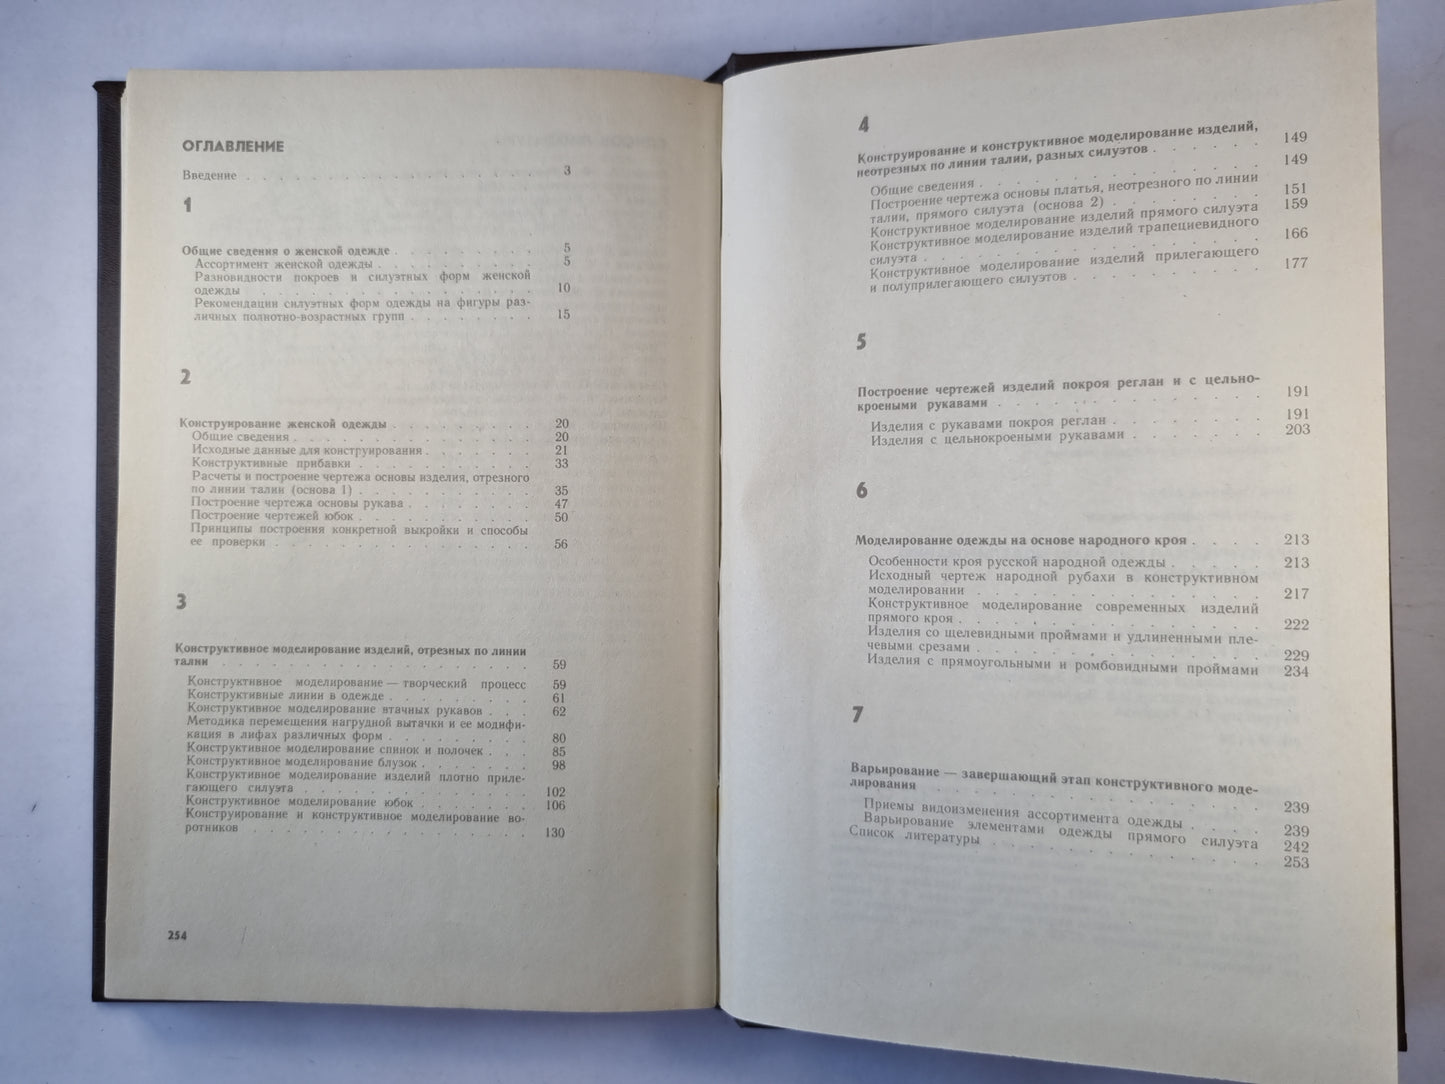 ОГЛАВЛЕНИЕ
Введение . . . . . . . . . . . . . . . . . . 3
1
Общие сведения о женской одежде . . . . . . . . . 5
Ассортимент женской одежды . . . . . . . . . 5
Разновидности покроев и силуэтных форм женской
одежды . . . . . . . . . . . . . . . . 10
Рекомендации силуэтных форм одежды на фигуры раз-
личных полнотно-возрастных групп . . . . . . . . 15
2
Конструирование женской одежды . . . . . . . . . 20
Общие сведения . . . . . . . . . . . . . . 20
Исходные данные для конструирования . . . . . . . 21
Конструктивные прибавки . . . . . . . . . . . 33
Расчеты и построение чертежа основы изделия, отрезного
по линии талии (основа 1) . . . . . . . . . . . 35
Построение чертежа основы рукава . . . . . . . . 47
Построение чертежей юбок . . . . . . . . . . . 50
Принципы построения конкретной выкройки и способы
ее проверки . . . . . . . . . . . . . . . 56
3
Конструктивное моделирование изделий, отрезных по линии
талии . . . . . . . . . . . . . . . . . . 59
Конструктивное моделирование — творческий процесс 59
Конструктивные линии в одежде . . . . . . . . . 61
Конструктивное моделирование втачных рукавов . . . 62
Методика перемещения нагрудной вытачки и ее модифи-
кация в лифах различных форм . . . . . . . . . 80
Конструктивное моделирование спинок и полочек . . . 85
Конструктивное моделирование блузок . . . . . . . 98
Конструктивное моделирование изделий плотно приле-
гающего силуэта . . . . . . . . . . . . . . 102
Конструктивное моделирование юбок . . . . . . . 106
Конструирование и конструктивное моделирование во-
ротников . . . . . . . . . . . . . . . . . 130
254
4
Конструирование и конструктивное моделирование изделий,
неотрезных по линии талии, разных силуэтов . . . . . 149
Общие сведения . . . . . . . . . . . . . . 149
Построение чертежа основы платья, неотрезного по линии
талии, прямого силуэта (основа 2) . . . . . . . . 151
Конструктивное моделирование изделий прямого силуэта 159
Конструктивное моделирование изделий трапециевидного
силуэта . . . . . . . . . . . . . . . . . 166
Конструктивное моделирование изделий прилегающего
и полуприлегающего силуэтов . . . . . . . . . 177
5
Построение чертежей изделий покроя реглан и с цельно-
кроеными рукавами . . . . . . . . . . . . . 191
Изделия с рукавами покроя реглан . . . . . . . . 191
Изделия с цельнокроеными рукавами . . . . . . . 203
6
Моделирование одежды на основе народного кроя . . . . 213
Особенности кроя русской народной одежды . . . . . 213
Исходный чертеж народной рубахи в конструктивном
моделировании . . . . . . . . . . . . . . 217
Конструктивное моделирование современных изделий
прямого кроя . . . . . . . . . . . . . . . 222
Изделия со щелевидными проймами и удлиненными пле-
чевыми срезами . . . . . . . . . . . . . . 229
Изделия с прямоугольными и ромбовидными проймами 234
7
Варьирование — завершающий этап конструктивного моде-
лирования . . . . . . . . . . . . . . . . 239
Приемы видоизменения ассортимента одежды . . . . 239
Варьирование элементами одежды прямого силуэта 242
Список литературы . . . . . . . . . . . . . 253